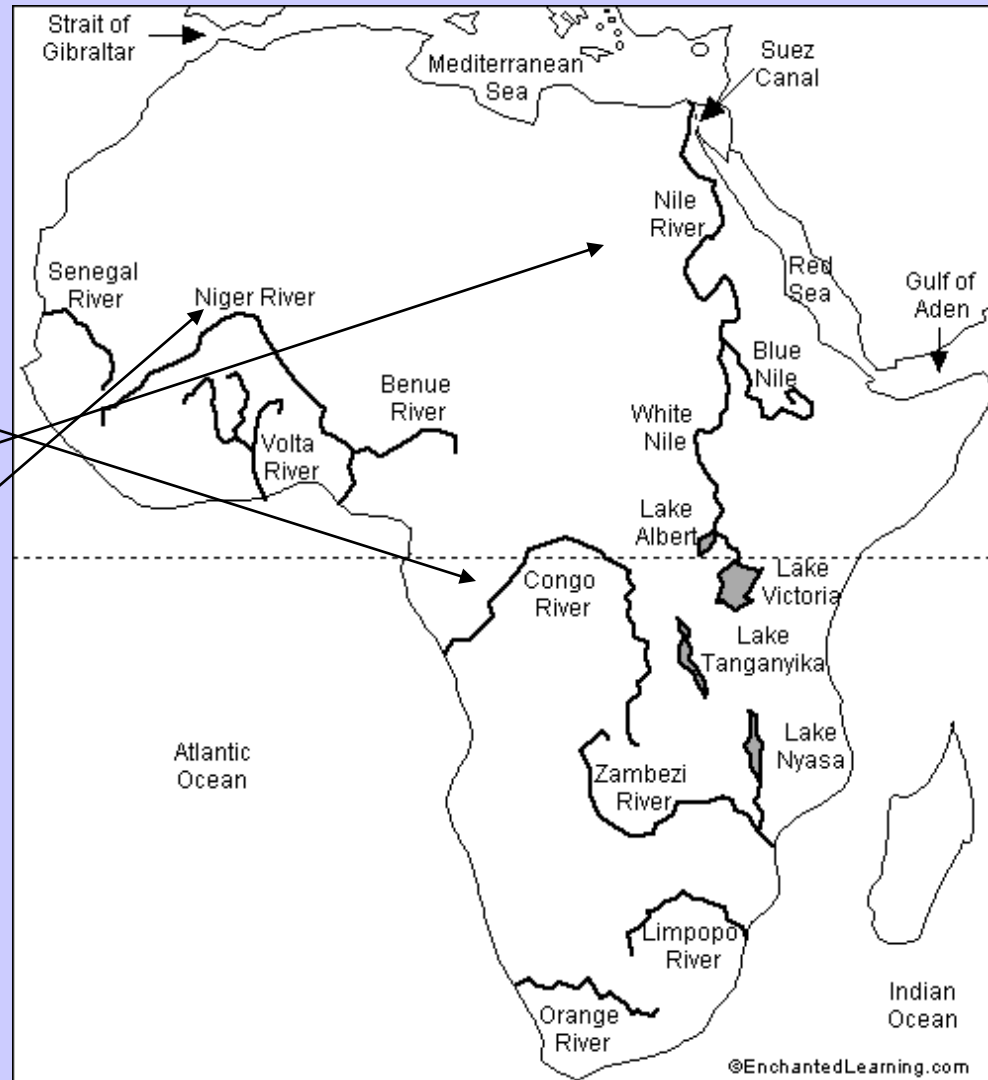 Strait of
Gibraltar
Mediterranean
Sea
Suez
Canal
Nile
River
Senegal
River
Niger River
Red
Sea
Gulf of
Aden
Blue
Nile
Benue
River
White
Nile
Volta
River
Lake
Albert
Congo
River
Lake
Victoria
Lake
Tanganyika
Atlantic
Ocean
Lake
Nyasa
Zambezi
River
Limpopo
River
Orange
River
Indian
Ocean
©EnchantedLearning.com